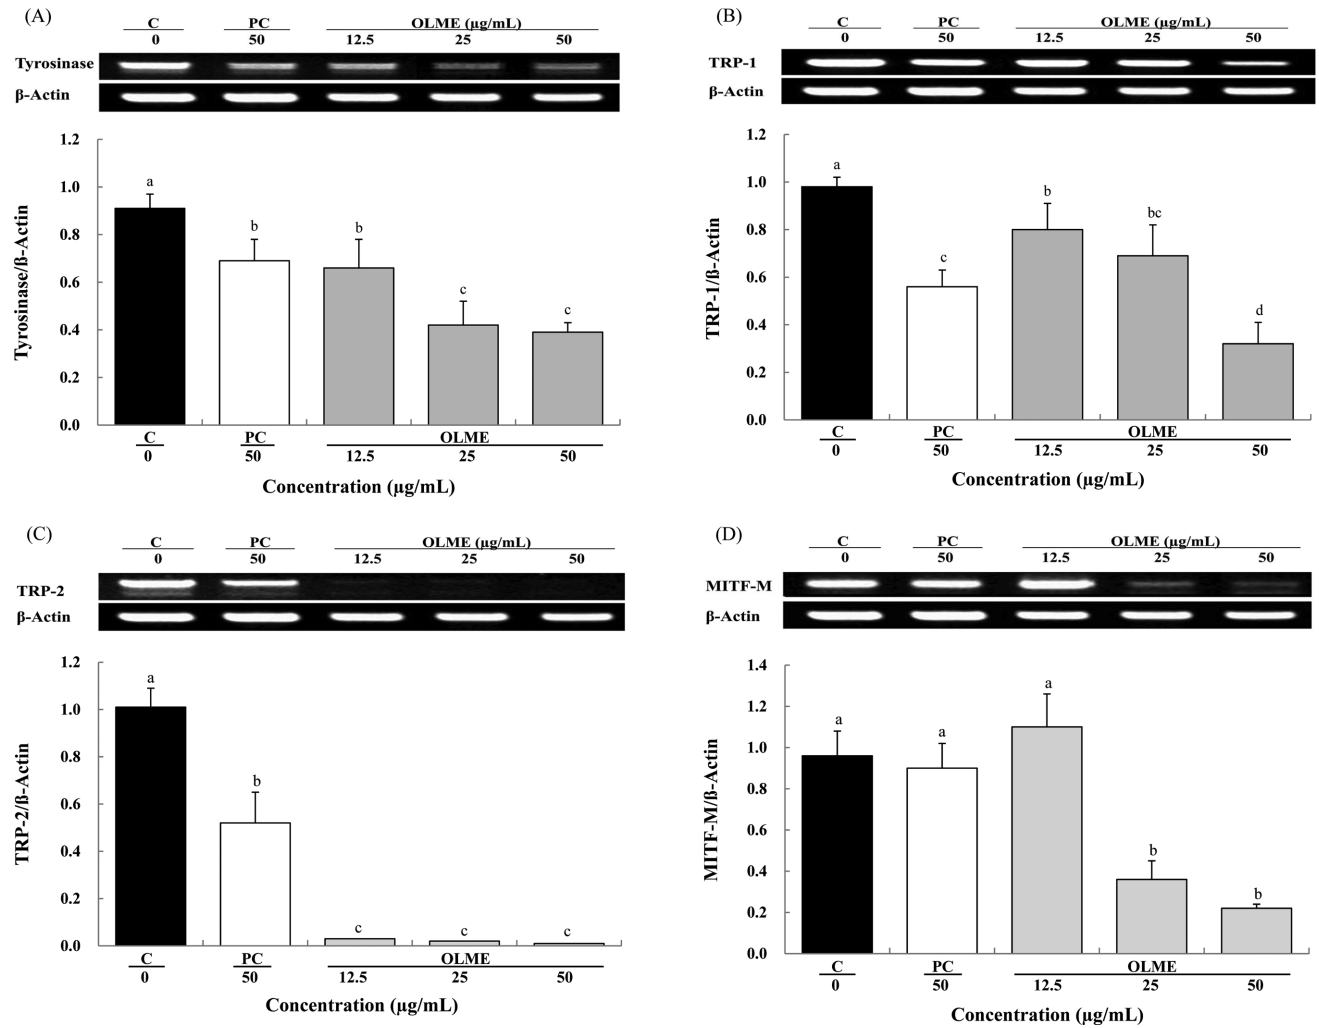 (A)
C PC OLME (μg/mL)
0 50 12.5 25 50
Tyrosinase
β-Actin
1.2
1.0
0.8
0.6
0.4
0.2
0.0
Tyrosinase/ß-Actin
a b b c c
C PC OLME
0 50 12.5 25 50
Concentration (μg/mL)
(B)
C PC OLME (μg/mL)
0 50 12.5 25 50
TRP-1
β-Actin
1.2
1.0
0.8
0.6
0.4
0.2
0.0
TRP-1/ß-Actin
a c b bc d
C PC OLME
0 50 12.5 25 50
Concentration (μg/mL)
(C)
C PC OLME (μg/mL)
0 50 12.5 25 50
TRP-2
β-Actin
1.2
1.0
0.8
0.6
0.4
0.2
0.0
TRP-2/ß-Actin
a b c c c
C PC OLME
0 50 12.5 25 50
Concentration (μg/mL)
(D)
C PC OLME (μg/mL)
0 50 12.5 25 50
MITF-M
β-Actin
1.4
1.2
1.0
0.8
0.6
0.4
0.2
0.0
MITF-M/ß-Actin
a a a b b
C PC OLME
0 50 12.5 25 50
Concentration (μg/mL)